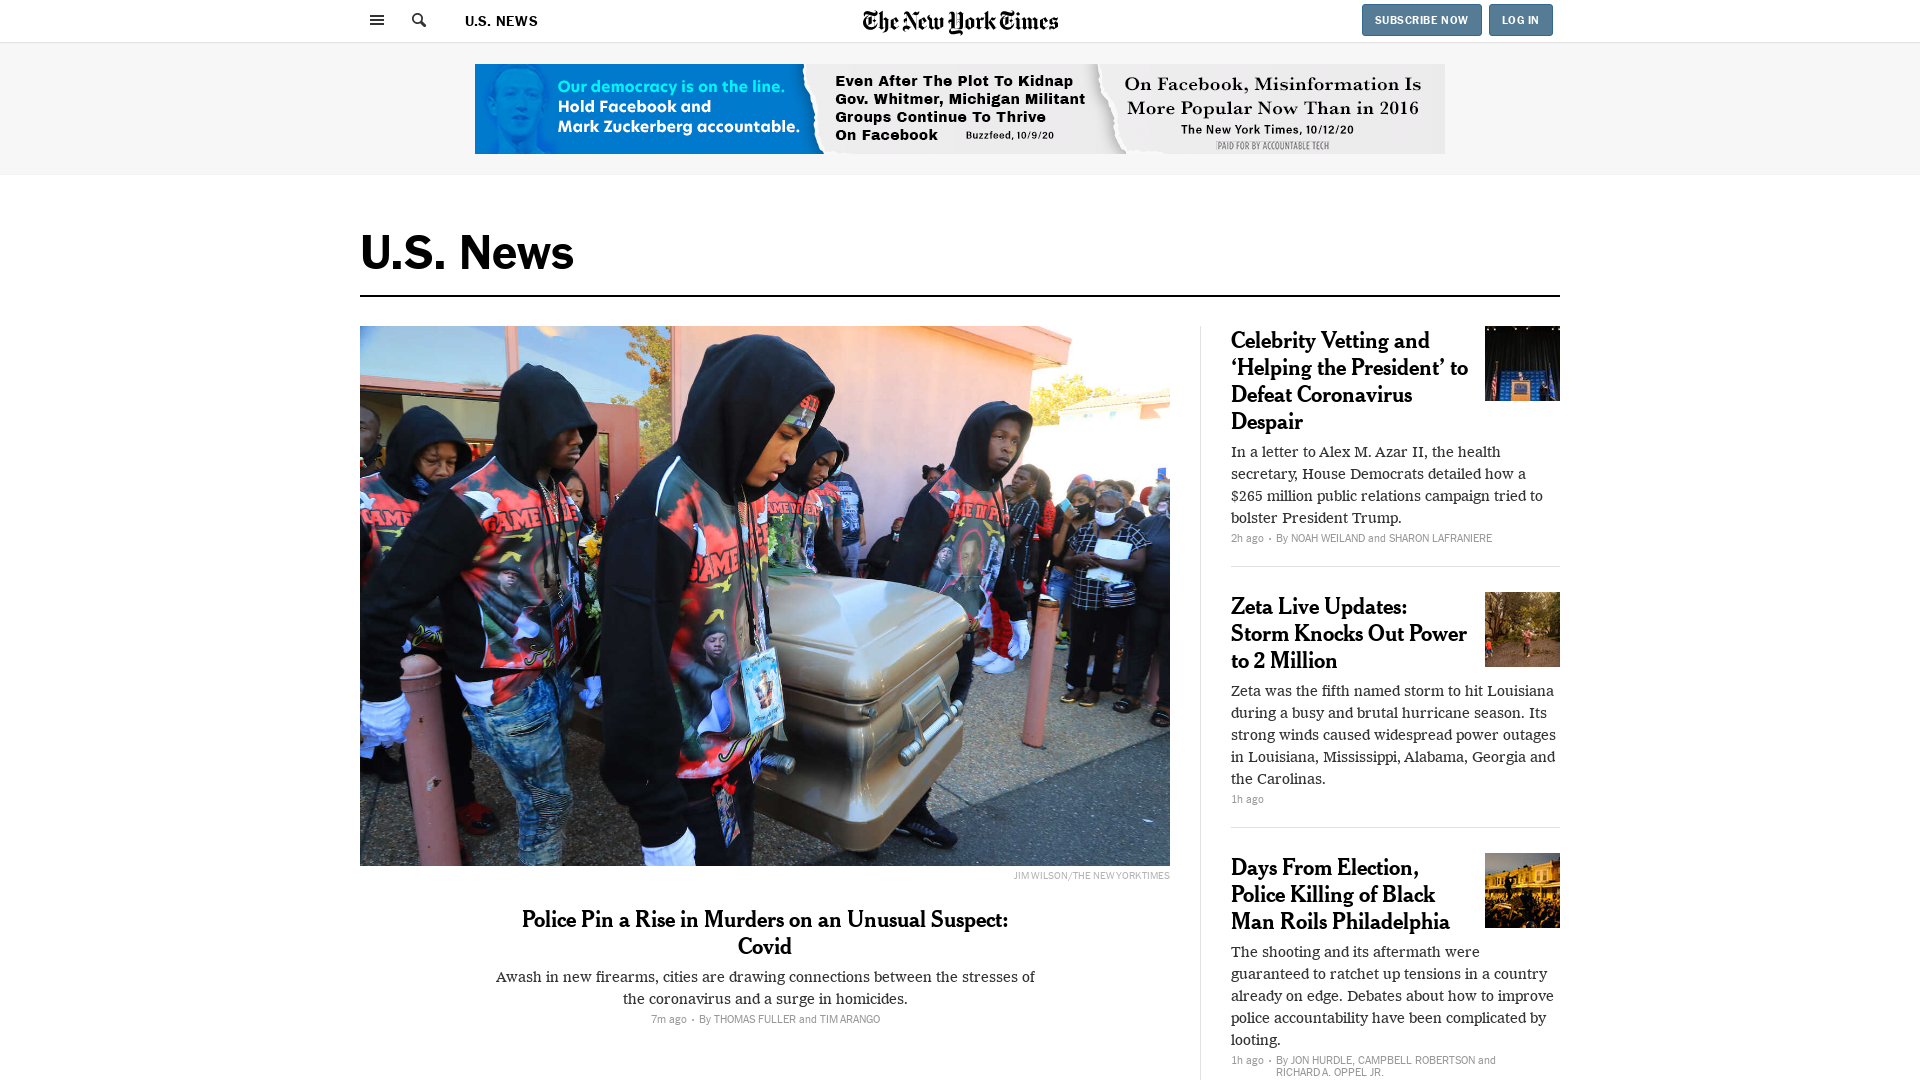 U.S. NEWS
The New York Times
SUBSCRIBE NOW
LOG IN
Our democracy is on the line.
Hold Facebook and
Mark Zuckerberg accountable.
Even After The Plot To Kidnap
Gov. Whitmer, Michigan Militant
Groups Continue To Thrive
On Facebook Buzzfeed, 10/9/20
On Facebook, Misinformation Is
More Popular Now Than in 2016
The New York Times, 10/12/20
PAID FOR BY ACCOUNTABLE TECH
U.S. News
JIM WILSON/THE NEW YORK TIMES
Police Pin a Rise in Murders on an Unusual Suspect:
Covid
Awash in new firearms, cities are drawing connections between the stresses of
the coronavirus and a surge in homicides.
7m ago · By THOMAS FULLER and TIM ARANGO
Celebrity Vetting and
‘Helping the President’ to
Defeat Coronavirus
Despair
In a letter to Alex M. Azar II, the health
secretary, House Democrats detailed how a
$265 million public relations campaign tried to
bolster President Trump.
2h ago · By NOAH WEILAND and SHARON LAFRANIERE
Zeta Live Updates:
Storm Knocks Out Power
to 2 Million
Zeta was the fifth named storm to hit Louisiana
during a busy and brutal hurricane season. Its
strong winds caused widespread power outages
in Louisiana, Mississippi, Alabama, Georgia and
the Carolinas.
1h ago
Days From Election,
Police Killing of Black
Man Roils Philadelphia
The shooting and its aftermath were
guaranteed to ratchet up tensions in a country
already on edge. Debates about how to improve
police accountability have been complicated by
looting.
1h ago · By JON HURDLE, CAMPBELL ROBERTSON and
RICHARD A. OPPEL JR.